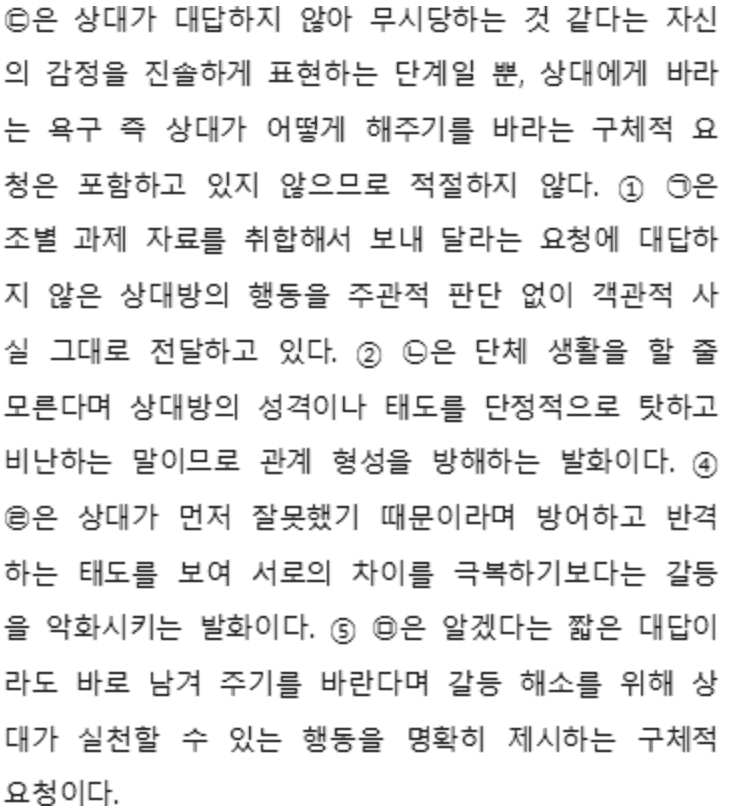 ㉢은 상대가 대답하지 않아 무시당하는 것 같다는 자신
의 감정을 진솔하게 표현하는 단계일 뿐, 상대에게 바라
는 욕구 즉 상대가 어떻게 해주기를 바라는 구체적 요
청은 포함하고 있지 않으므로 적절하지 않다. ① ㉠은
조별 과제 자료를 취합해서 보내 달라는 요청에 대답하
지 않은 상대방의 행동을 주관적 판단 없이 객관적 사
실 그대로 전달하고 있다. ② ㉡은 단체 생활을 할 줄
모른다며 상대방의 성격이나 태도를 단정적으로 탓하고
비난하는 말이므로 관계 형성을 방해하는 발화이다. ④
㉣은 상대가 먼저 잘못했기 때문이라며 방어하고 반격
하는 태도를 보여 서로의 차이를 극복하기보다는 갈등
을 악화시키는 발화이다. ⑤ ㉤은 알겠다는 짧은 대답이
라도 바로 남겨 주기를 바란다며 갈등 해소를 위해 상
대가 실천할 수 있는 행동을 명확히 제시하는 구체적
요청이다.